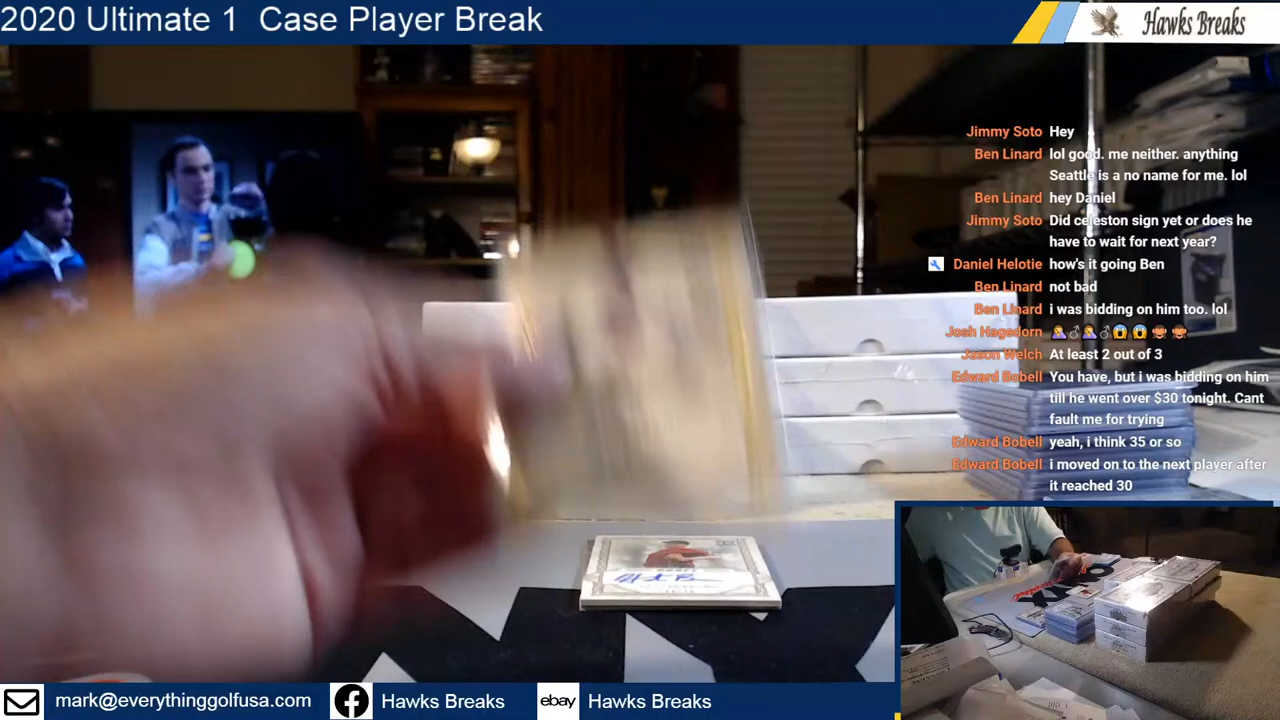 2020 Ultimate 1 Case Player Break
Hawks Breaks
Jimmy Soto Hey
Ben Linard lol good. me neither. anything
Seattle is a no name for me. lol
Ben Linard hey Daniel
Jimmy Soto Did celeston sign yet or does he
have to wait for next year?
Daniel Helotie how's it going Ben
Ben Linard not bad
Ben Linard i was bidding on him too. lol
Josh Hagedorn 🤦‍♂🤦‍♂😱😱🙈🙈
Jason Welch At least 2 out of 3
Edward Bobell You have, but i was bidding on him
till he went over $30 tonight. Cant
fault me for trying
Edward Bobell yeah, i think 35 or so
Edward Bobell i moved on to the next player after
it reached 30
mark@everythinggolfusa.com
Hawks Breaks
ebay
Hawks Breaks